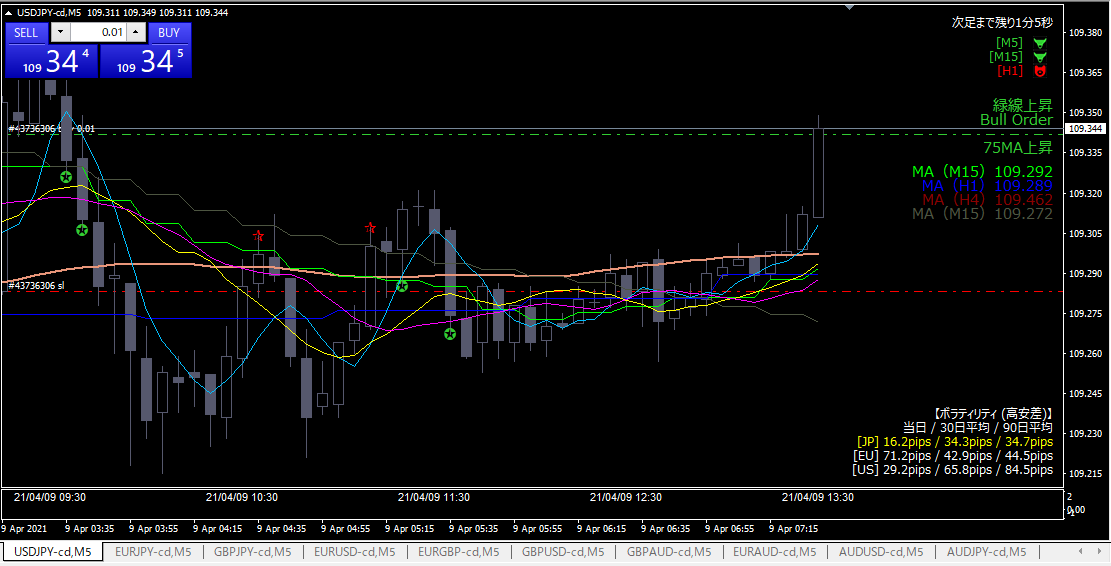 USDJPY-cd,M5 109.311 109.349 109.311 109.344
SELL 0.01 BUY
109 34 4 109 34 5
次足まで残り1分5秒
[M5]
[M15]
[H1]
緑線上昇
Bull Order
75MA上昇
MA (M15) 109.292
MA (H1) 109.289
MA (H4) 109.462
MA (M15) 109.272
#43736306 0.01
#43736306 sl
109.380
109.365
109.350
109.344
109.335
109.320
109.305
109.290
109.275
109.260
109.245
109.230
109.215
【ボラティリティ (高安差)】
当日 / 30日平均 / 90日平均
[JP] 16.2pips / 34.3pips / 34.7pips
[EU] 71.2pips / 42.9pips / 44.5pips
[US] 29.2pips / 65.8pips / 84.5pips
21/04/09 09:30 21/04/09 10:30 21/04/09 11:30 21/04/09 12:30 21/04/09 13:30
2
0.00
9 Apr 2021 9 Apr 03:35 9 Apr 03:55 9 Apr 04:15 9 Apr 04:35 9 Apr 04:55 9 Apr 05:15 9 Apr 05:35 9 Apr 05:55 9 Apr 06:15 9 Apr 06:35 9 Apr 06:55 9 Apr 07:15
USDJPY-cd,M5 EURJPY-cd,M5 GBPJPY-cd,M5 EURUSD-cd,M5 EURGBP-cd,M5 GBPUSD-cd,M5 GBPAUD-cd,M5 EURAUD-cd,M5 AUDUSD-cd,M5 AUDJPY-cd,M5